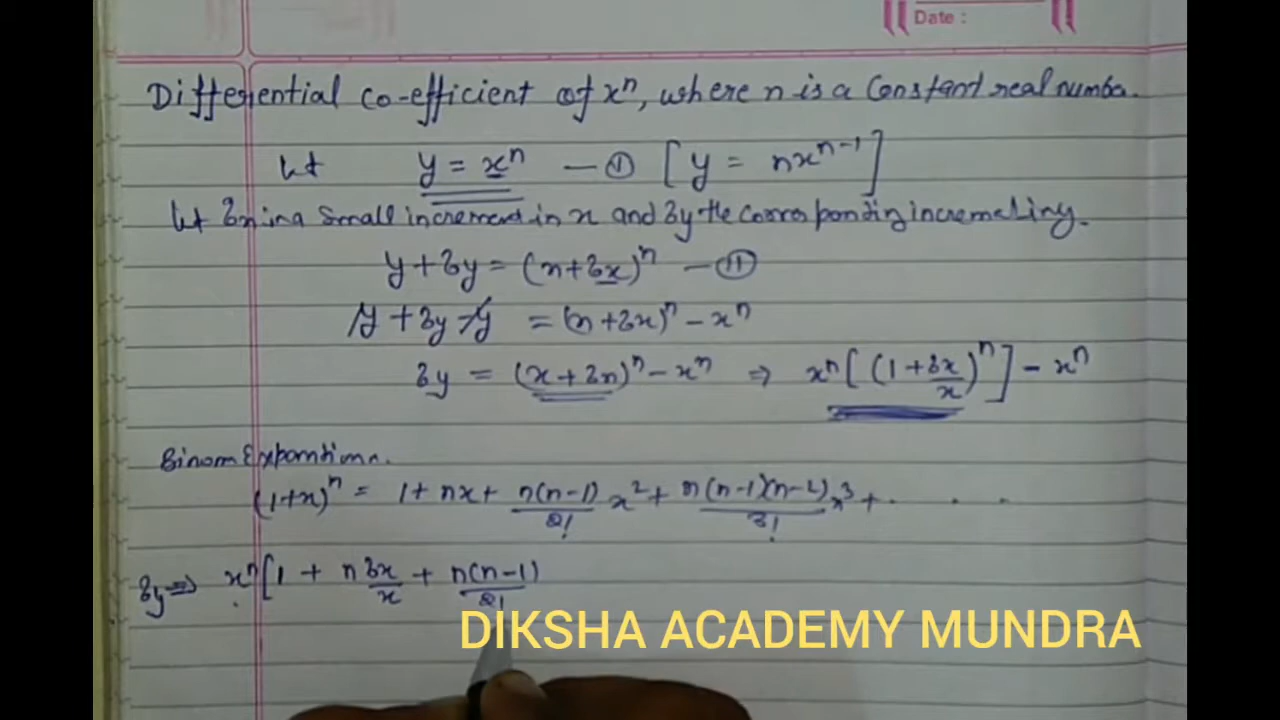 Date :
Differential co-efficient of xⁿ, where n is a constant real numbe.
let y = xⁿ — ① [y = nxⁿ⁻¹]
let δx in a small increment in x and δy the corresponding increment in y.
y + δy = (x + δx)ⁿ — ⑪
y + δy - y = (x + δx)ⁿ - xⁿ
δy = (x + δx)ⁿ - xⁿ ⇒ xⁿ[(1 + δx/x)ⁿ] - xⁿ
Binom Expantion.
(1+x)ⁿ = 1 + nx + n(n-1)/2! x² + n(n-1)(n-2)/3! x³ + . . .
δy ⇒ xⁿ[1 + n δx/x + n(n-1)/2!
DIKSHA ACADEMY MUNDRA